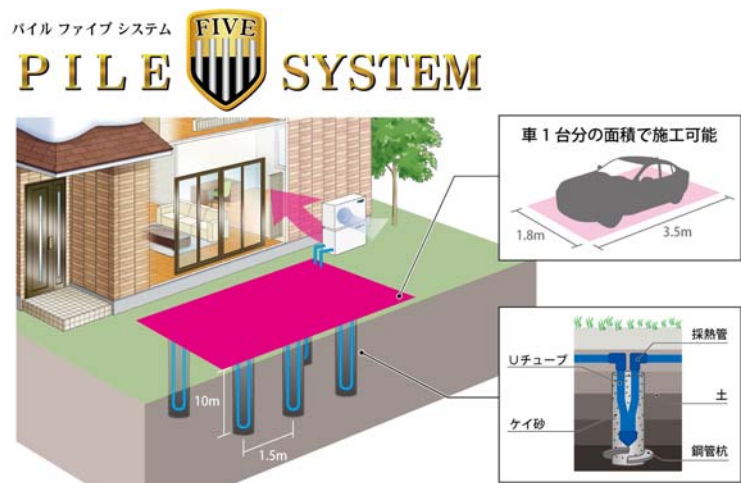 パイル ファイブ システム
PILE FIVE SYSTEM
車1台分の面積で施工可能
1.8m
3.5m
10m
1.5m
Uチューブ
採熱管
土
ケイ砂
鋼管杭